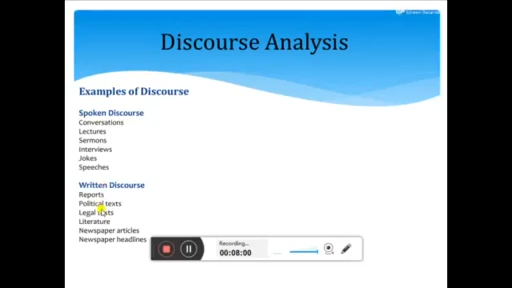 Discourse Analysis
Examples of Discourse
Spoken Discourse
Conversations
Lectures
Sermons
Interviews
Jokes
Speeches
Written Discourse
Reports
Political texts
Legal texts
Literature
Newspaper articles
Newspaper headlines
Recording...
00:08:00